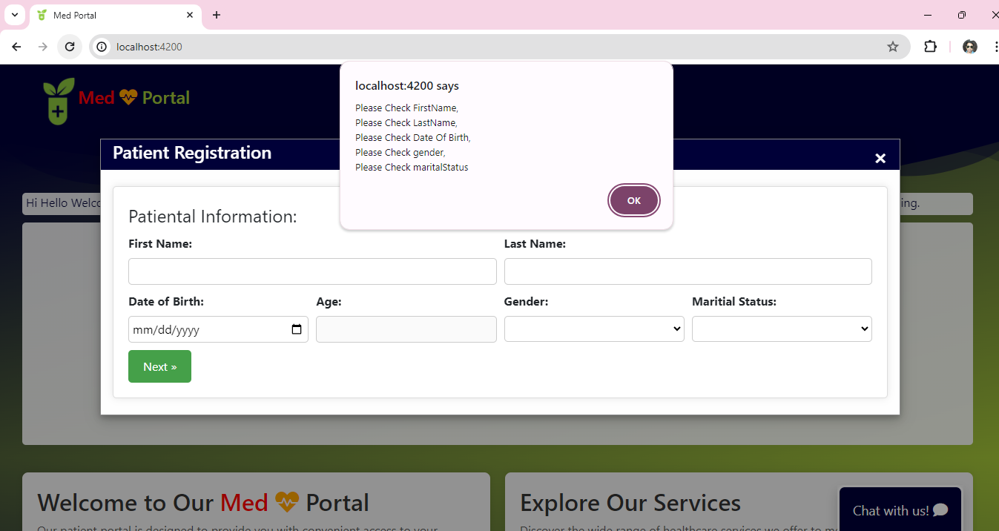 Med Portal
localhost:4200
Med Portal
localhost:4200 says
Please Check FirstName,
Please Check LastName,
Please Check Date Of Birth,
Please Check gender,
Please Check maritalStatus
OK
Patient Registration
Hi Hello Welco
ing.
Patiental Information:
First Name:
Last Name:
Date of Birth:
Age:
Gender:
Maritial Status:
mm/dd/yyyy
Next »
Welcome to Our Med Portal
Explore Our Services
Chat with us!
Our patient portal is designed to provide you with convenient access to your
Discover the wide range of healthcare services we offer to me